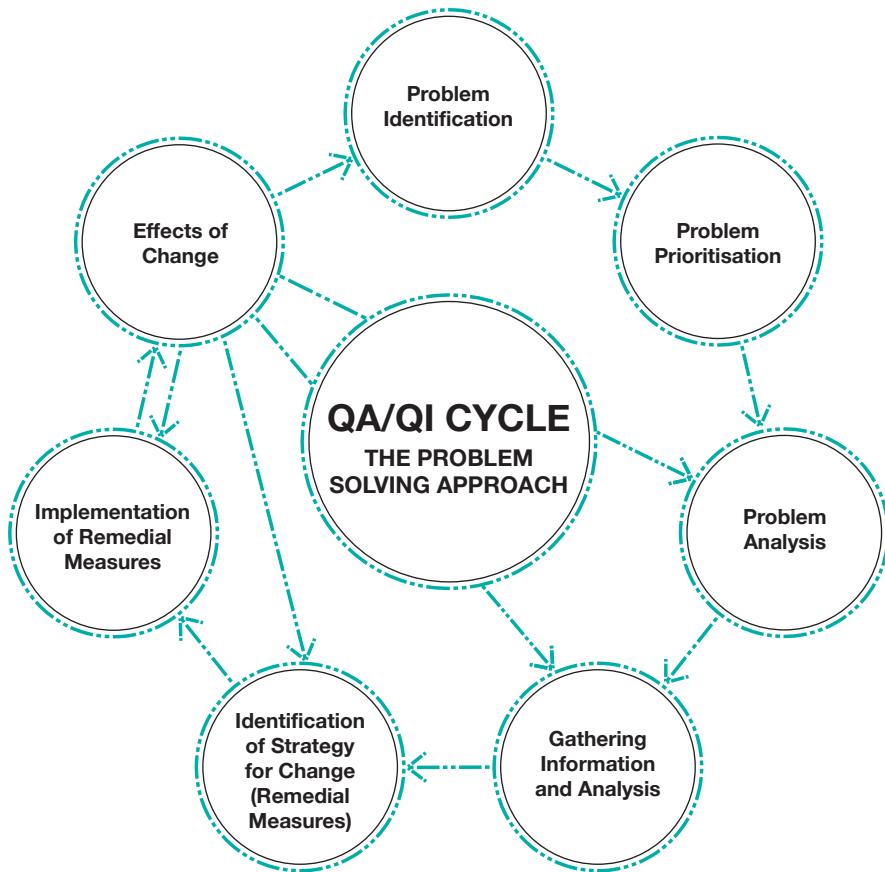 Problem
Identification
Problem
Prioritisation
Problem
Analysis
Gathering
Information
and Analysis
Identification
of Strategy
for Change
(Remedial
Measures)
Implementation
of Remedial
Measures
Effects of
Change
QA/QI CYCLE
THE PROBLEM
SOLVING APPROACH